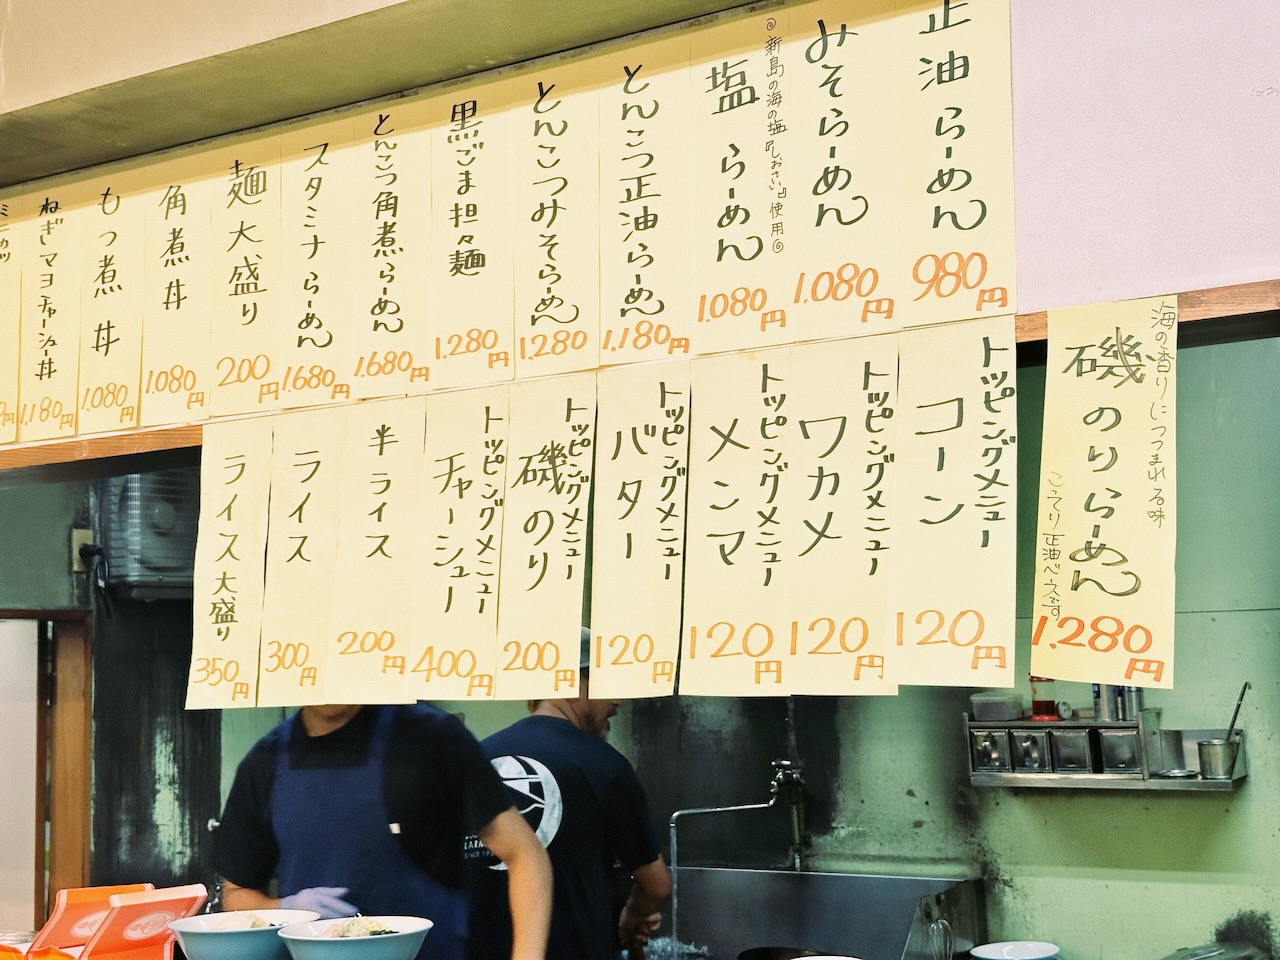 正油らーめん
980円
みそらーめん
1.080円
◎新島の海の塩『しおさい』使用◎
塩らーめん
1.080円
とんこつ正油らーめん
1.180円
とんこつみそらーめん
1.280円
黒ごま担々麺
1.280円
とんこつ角煮らーめん
1.680円
スタミナらーめん
1.680円
麺大盛り
200円
角煮丼
1.080円
もつ煮丼
1.080円
ねぎマヨチャーシュー丼
1.180円
海の香りにつつまれる味
磯のりらーめん
こってり正油ベースです
1.280円
トッピングメニュー
コーン
120円
トッピングメニュー
ワカメ
120円
トッピングメニュー
メンマ
120円
トッピングメニュー
バター
120円
トッピングメニュー
磯のり
200円
トッピングメニュー
チャーシュー
400円
半ライス
200円
ライス
300円
ライス大盛り
350円